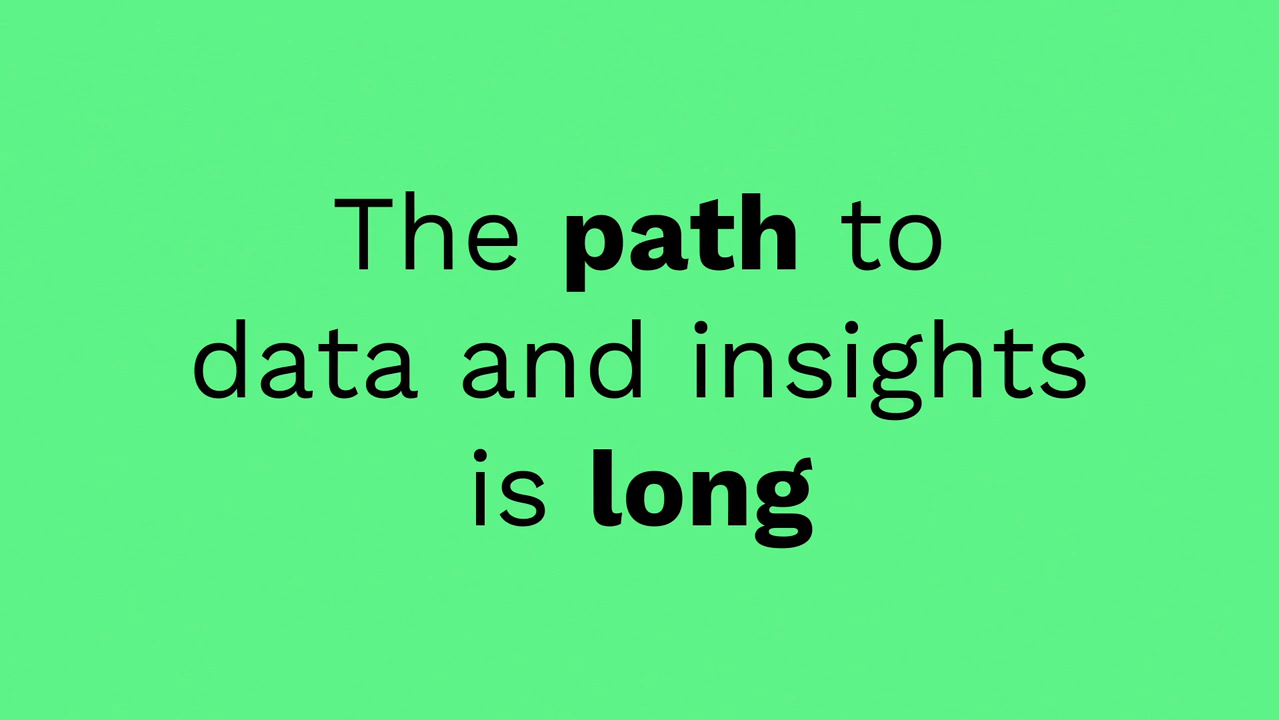 The path to
data and insights
is long